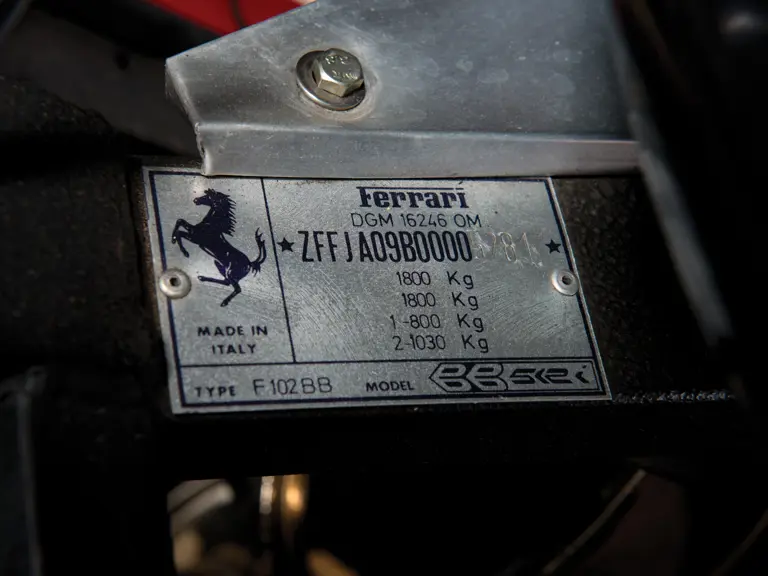 Ferrari
DGM 16246 OM
★ZFFJA09B0000
1800 Kg
1800 Kg
1-800 Kg
2-1030 Kg
MADE IN
ITALY
TYPE F102BB MODEL BB 512 i